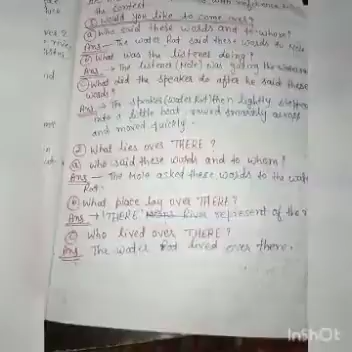 the context
① Would you like to come over?
ⓐ Who said these words and to whom?
Ans - The water Rat said these words to Mole
ⓑ What was the listener doing?
Ans → The listener (Mole) was
ⓒ What did the speaker do after he said these
words?
Ans → The speaker (water Rat) then lightly stepped
into a little boat, rowed smartly across
and moved quickly.
② What lies over THERE?
ⓐ Who said these words and to whom?
Ans - The Mole asked these words to the water
Rat.
ⓑ What place lay over THERE?
Ans → 'THERE' River represent of the
ⓒ Who lived over THERE?
Ans The water Rat lived over there.
InShOt